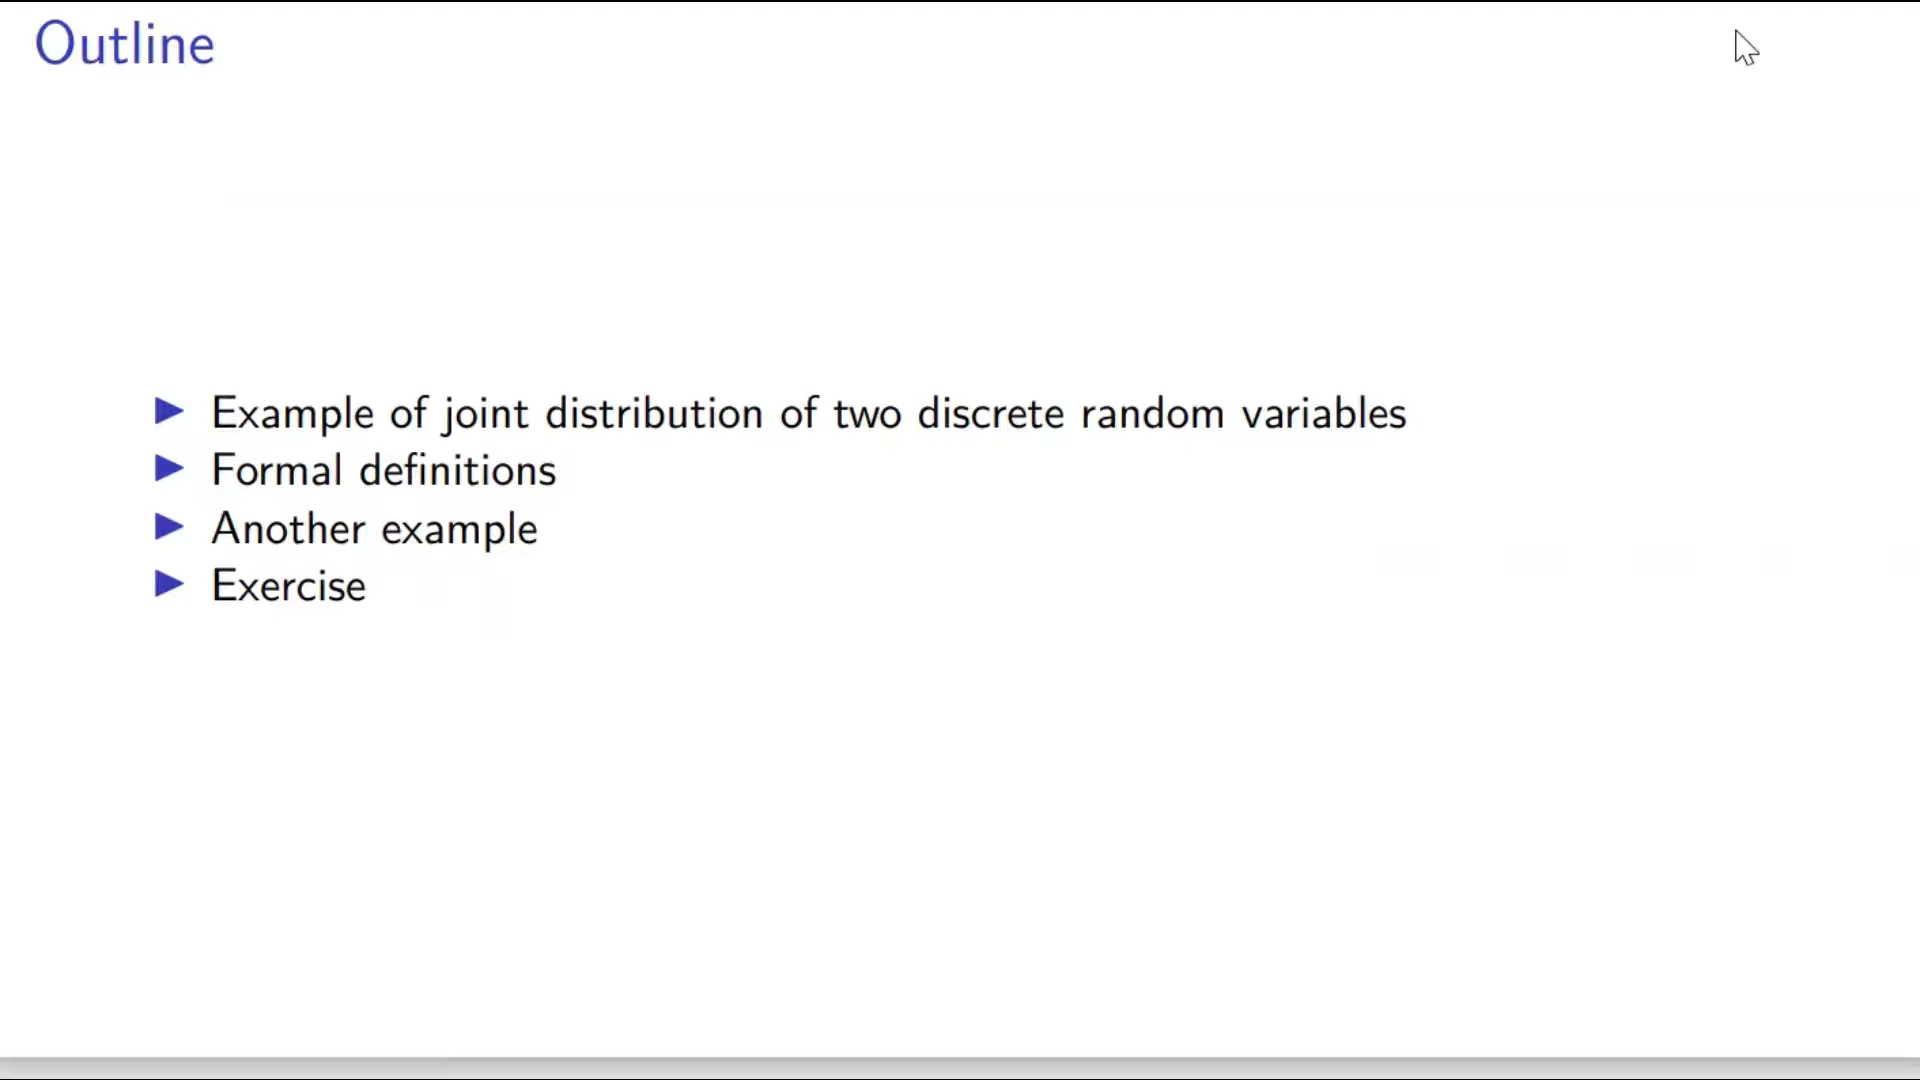 Outline
Example of joint distribution of two discrete random variables
Formal definitions
Another example
Exercise